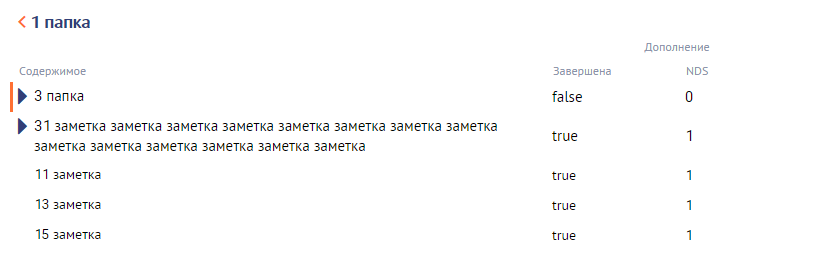 1 папка
Дополнение
Содержимое Завершена NDS
3 папка false 0
31 заметка заметка заметка заметка заметка заметка заметка заметка
заметка заметка заметка заметка заметка заметка true 1
11 заметка true 1
13 заметка true 1
15 заметка true 1